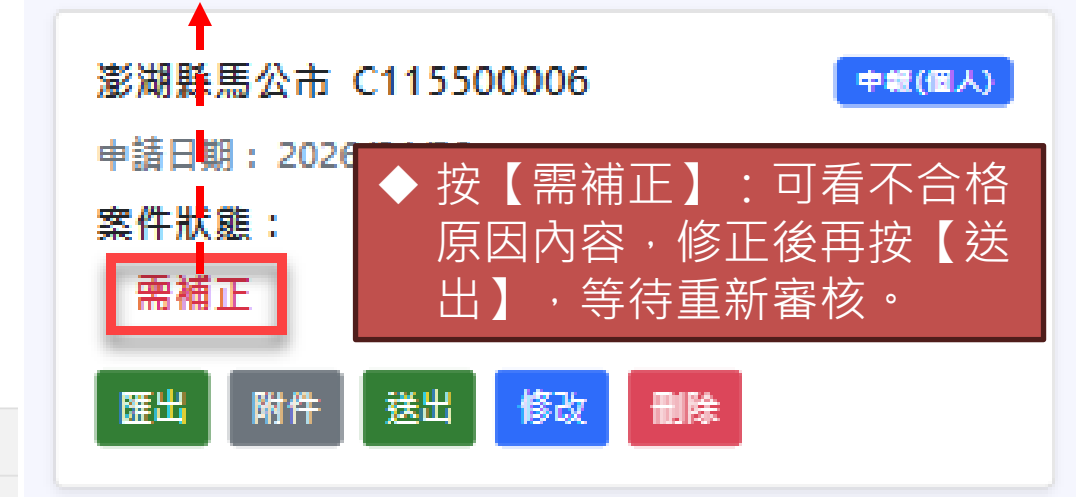 澎湖縣馬公市 C115500006
申報(個人)
申請日期：2026
案件狀態：
需補正
◆ 按【需補正】：可看不合格
原因內容，修正後再按【送
出】，等待重新審核。
匯出 附件 送出 修改 刪除